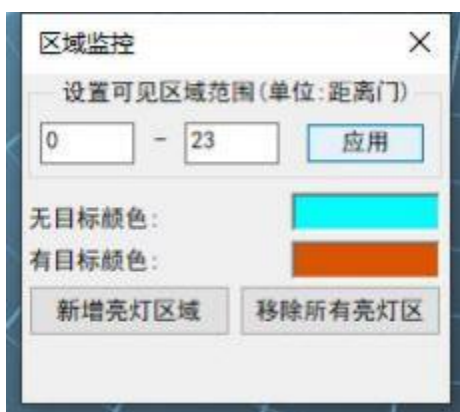 区域监控
设置可见区域范围(单位:距离门)
0 - 23 应用
无目标颜色:
有目标颜色:
新增亮灯区域 移除所有亮灯区